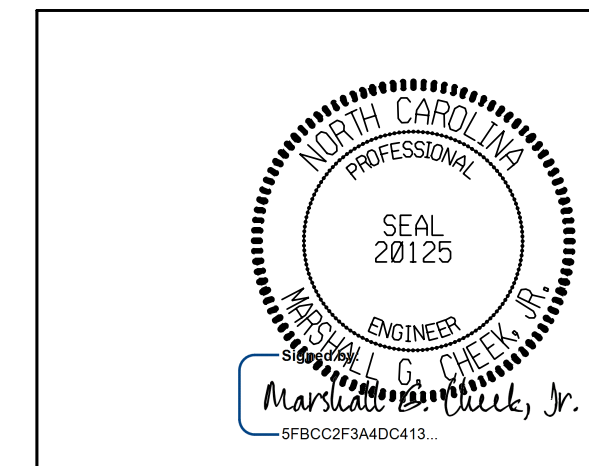 NORTH CAROLINA
PROFESSIONAL
SEAL
20125
ENGINEER
MARSHALL G. CHEEK, JR.
Signed by:
Marshall G. Cheek, Jr.
5FBCC2F3A4DC413...